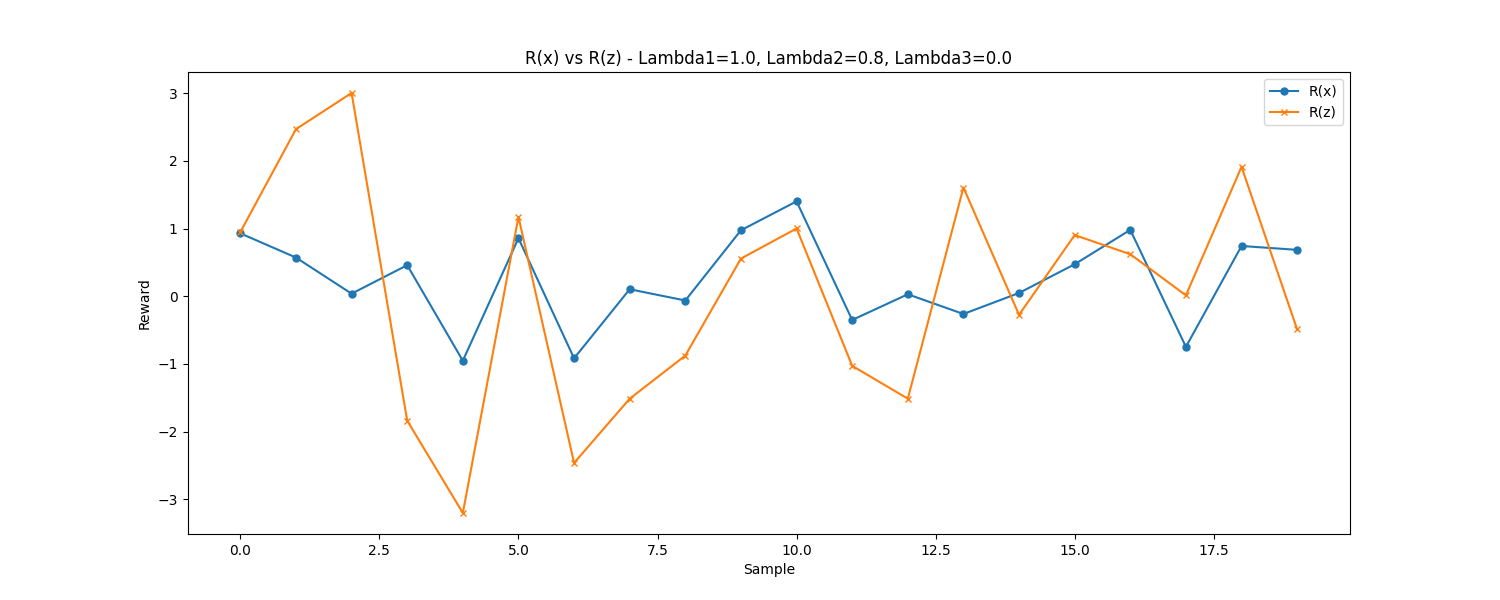 R(x) vs R(z) - Lambda1=1.0, Lambda2=0.8, Lambda3=0.0
R(x)
R(z)
3
2
1
0
−1
−2
−3
Reward
0.0 2.5 5.0 7.5 10.0 12.5 15.0 17.5
Sample